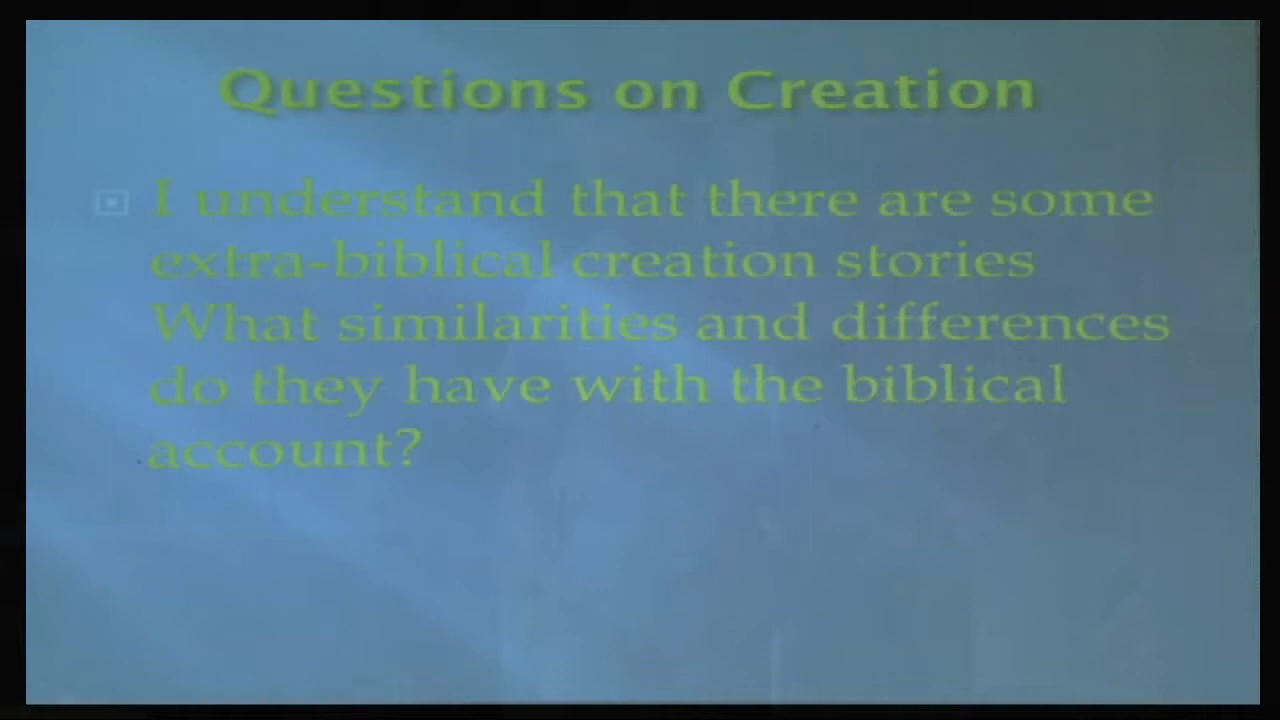 Questions on Creation
I understand that there are some
extra-biblical creation stories
What similarities and differences
do they have with the biblical
account?